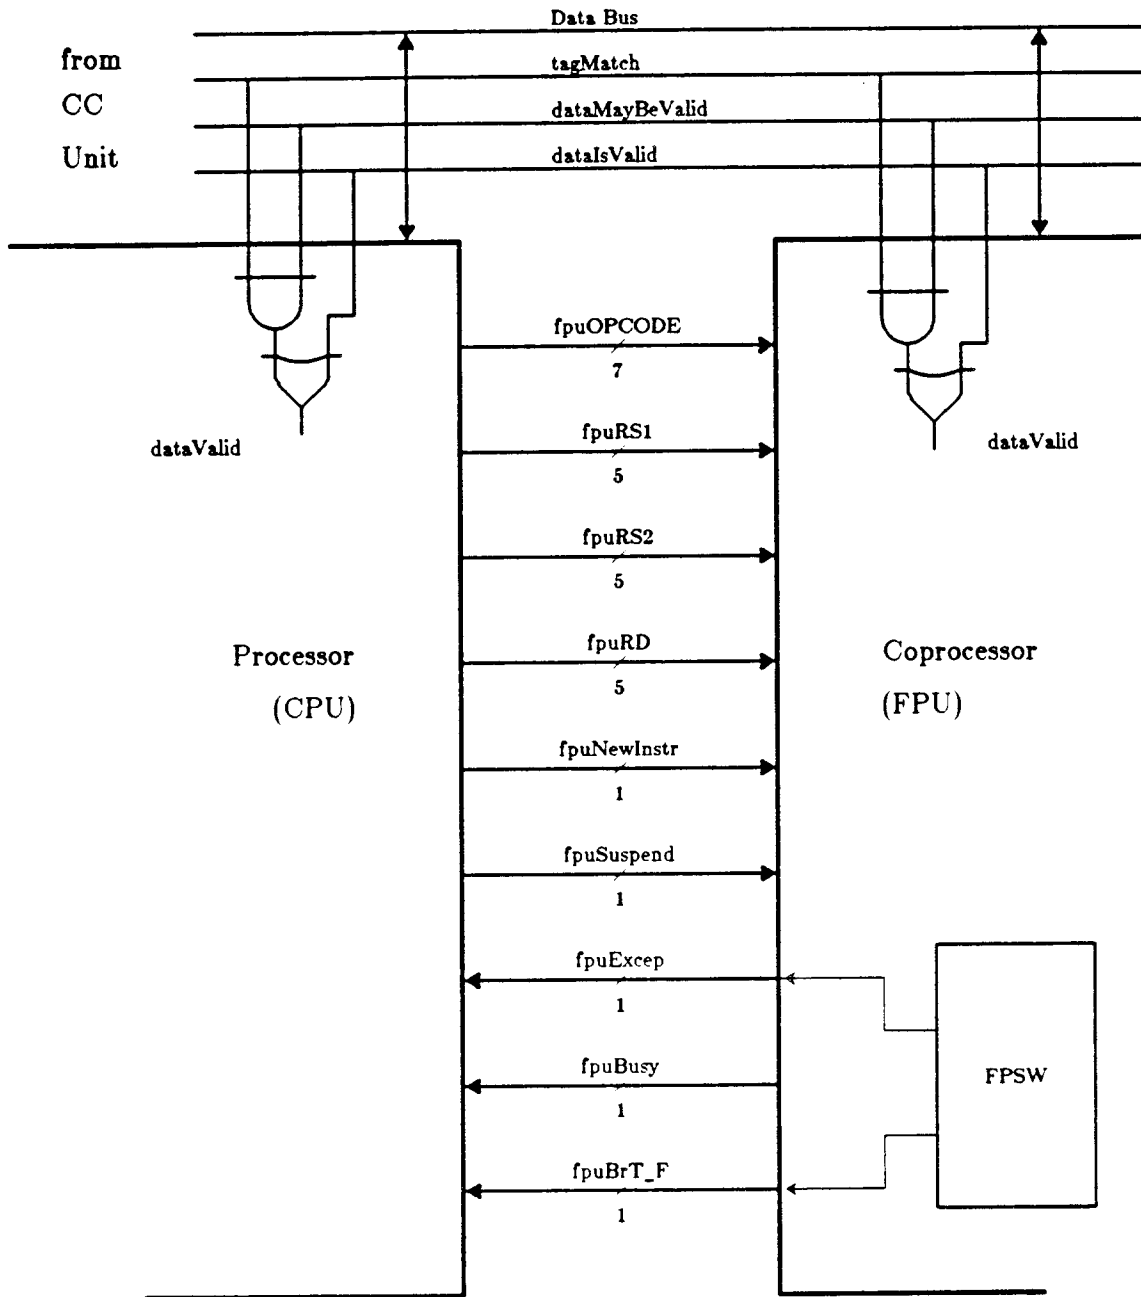 Data Bus
from
tagMatch
CC
dataMayBeValid
Unit
dataIsValid
fpuOPCODE
7
fpuRS1
dataValid
dataValid
5
fpuRS2
5
fpuRD
Processor
Coprocessor
5
(CPU)
(FPU)
fpuNewInstr
1
fpuSuspend
1
fpuExcep
1
fpuBusy
FPSW
1
fpuBrT_F
1